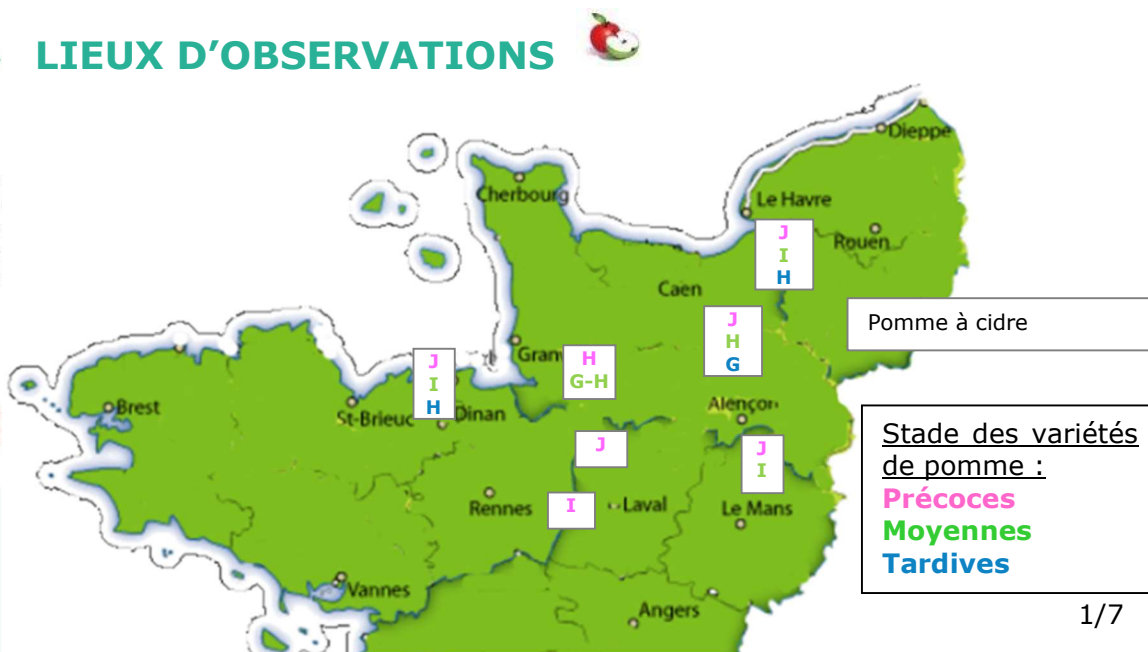 LIEUX D'OBSERVATIONS
Dieppe
Cherbourg
Le Havre
Rouen
J
I
H
Caen
Pomme à cidre
J
H
G
Gran
H
G-H
J
I
H
Brest
St-Brieuc
Dinan
Alençon
J
J
I
Rennes
I
Laval
Le Mans
Stade des variétés
de pomme :
Précoces
Moyennes
Tardives
Vannes
Angers
1/7